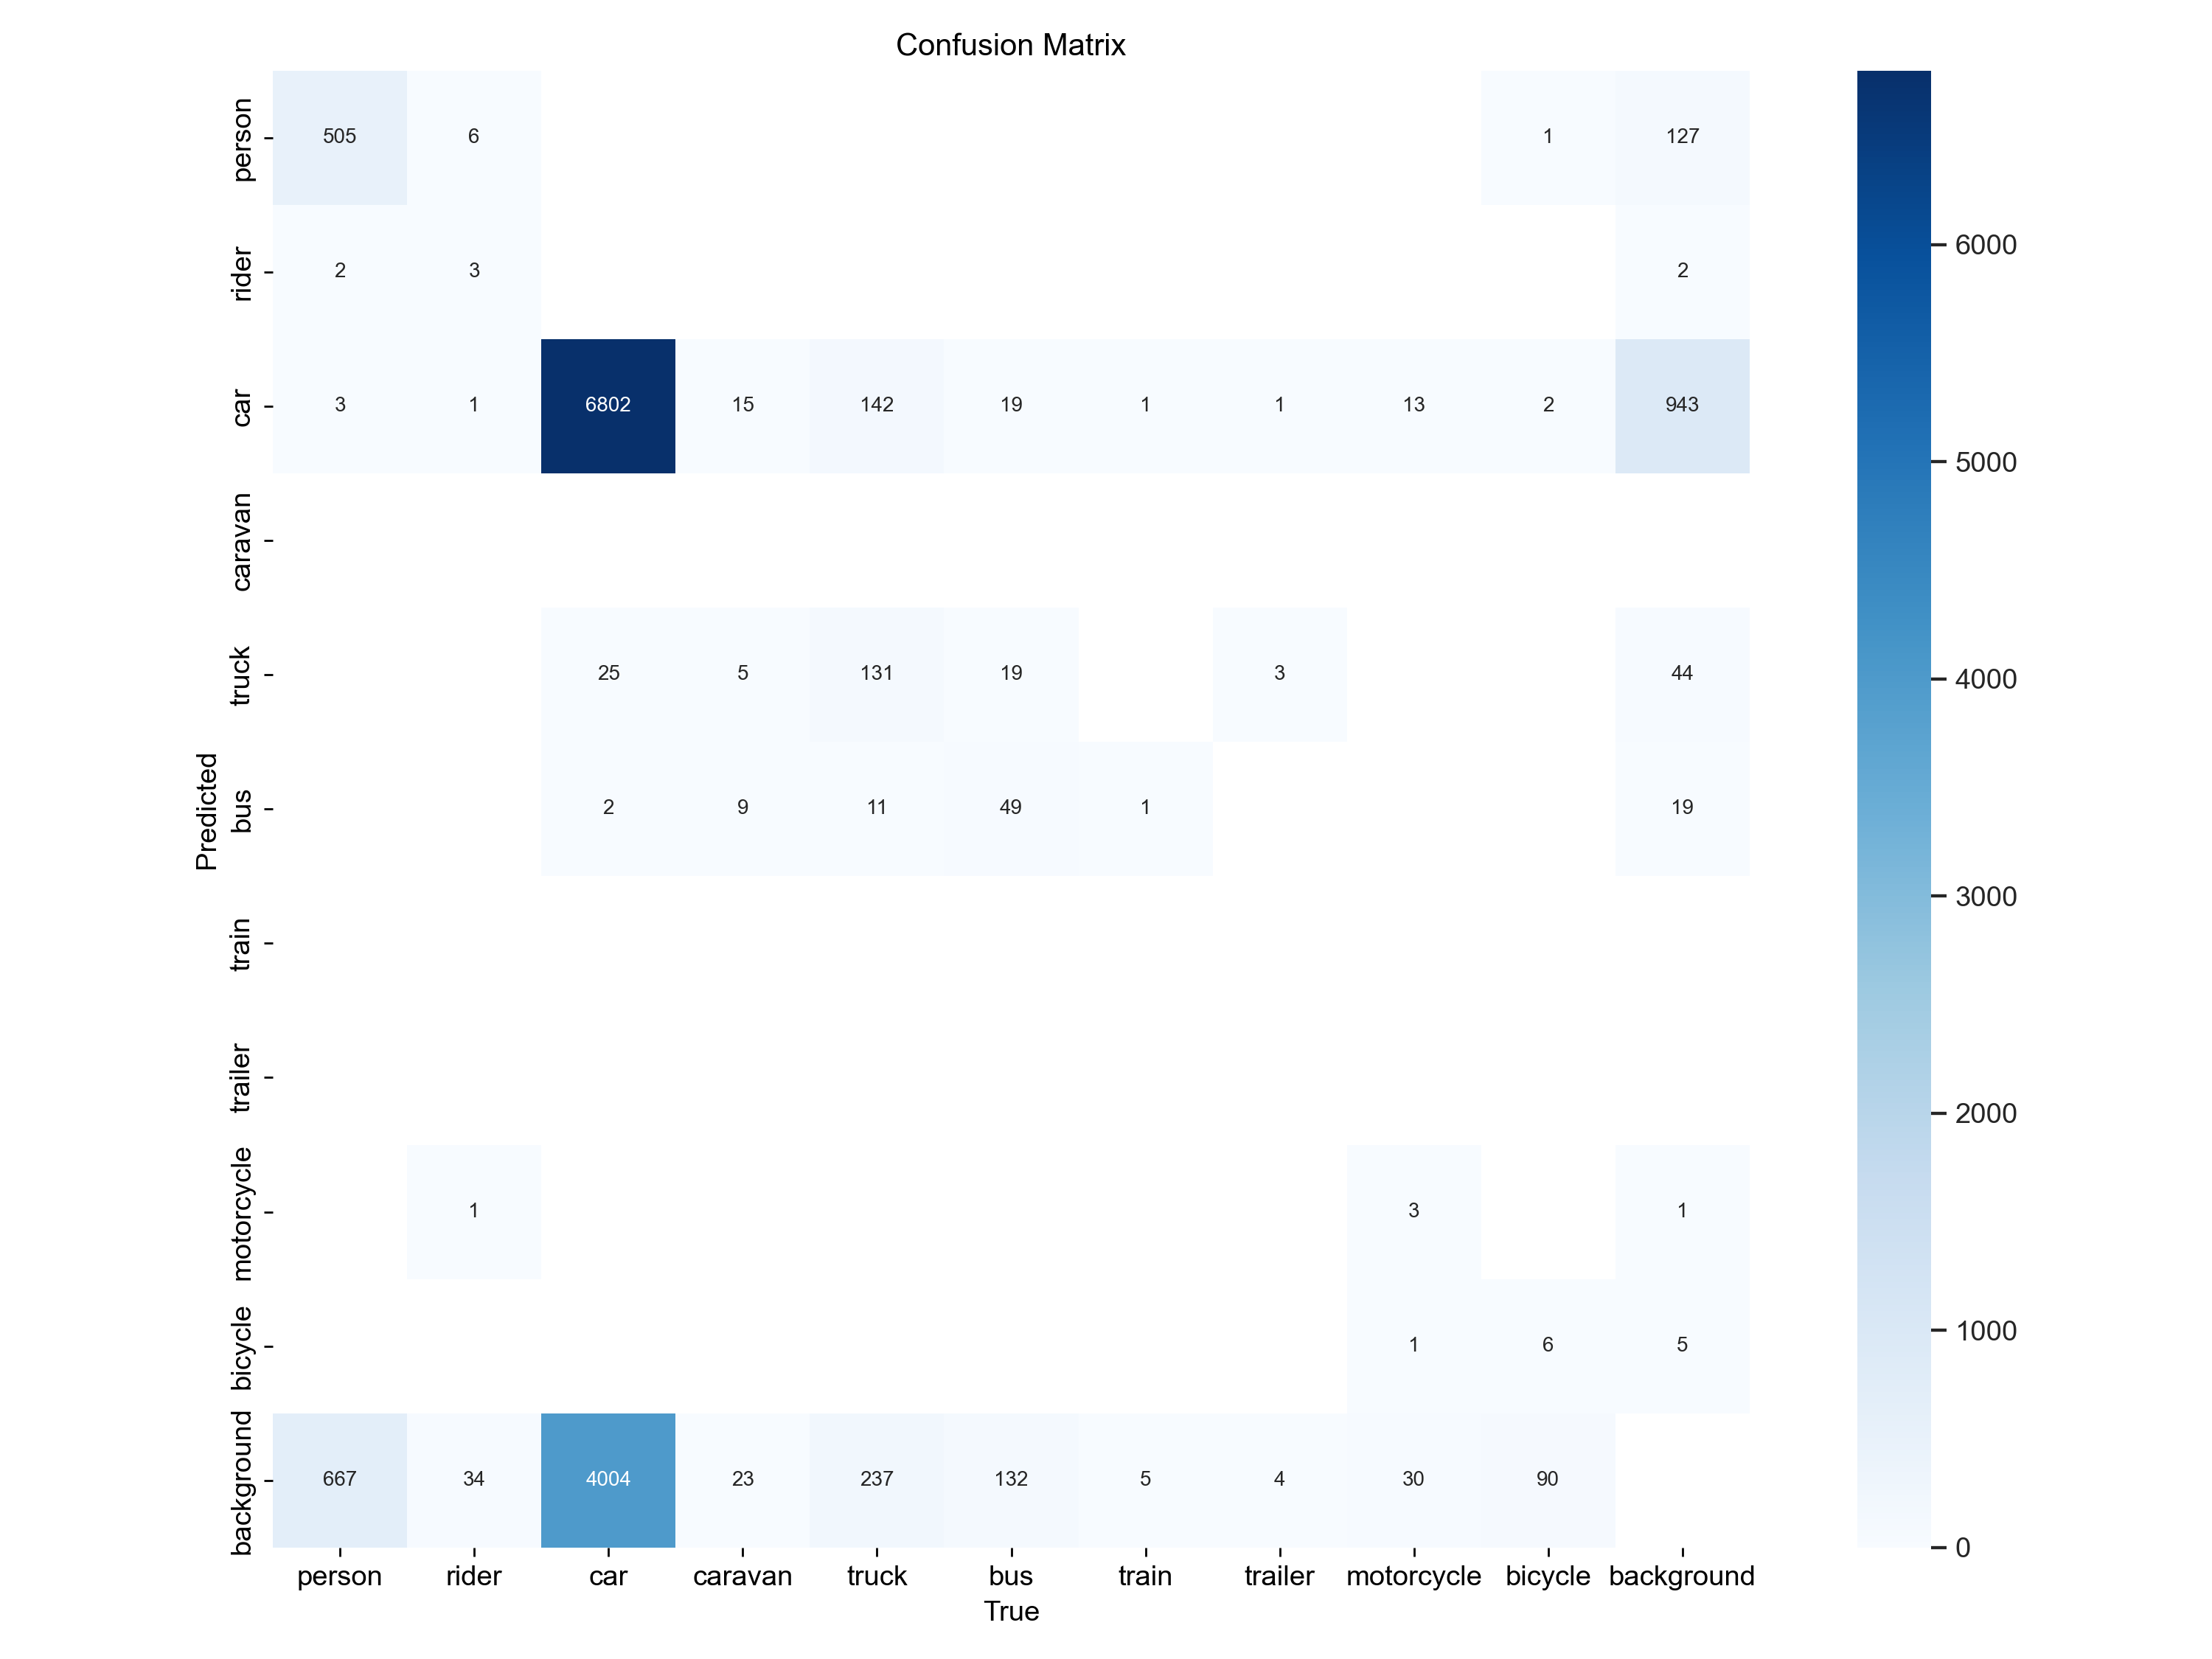 Confusion Matrix
person
505 6 1 127
rider
2 3 2
6000
car
3 1 6802 15 142 19 1 1 13 2 943
5000
caravan
truck
25 5 131 19 3 44
4000
Predicted
bus
2 9 11 49 1 19
3000
train
trailer
2000
motorcycle
1 3 1
bicycle
1 6 5
1000
background
667 34 4004 23 237 132 5 4 30 90
0
person rider car caravan truck bus train trailer motorcycle bicycle background
True